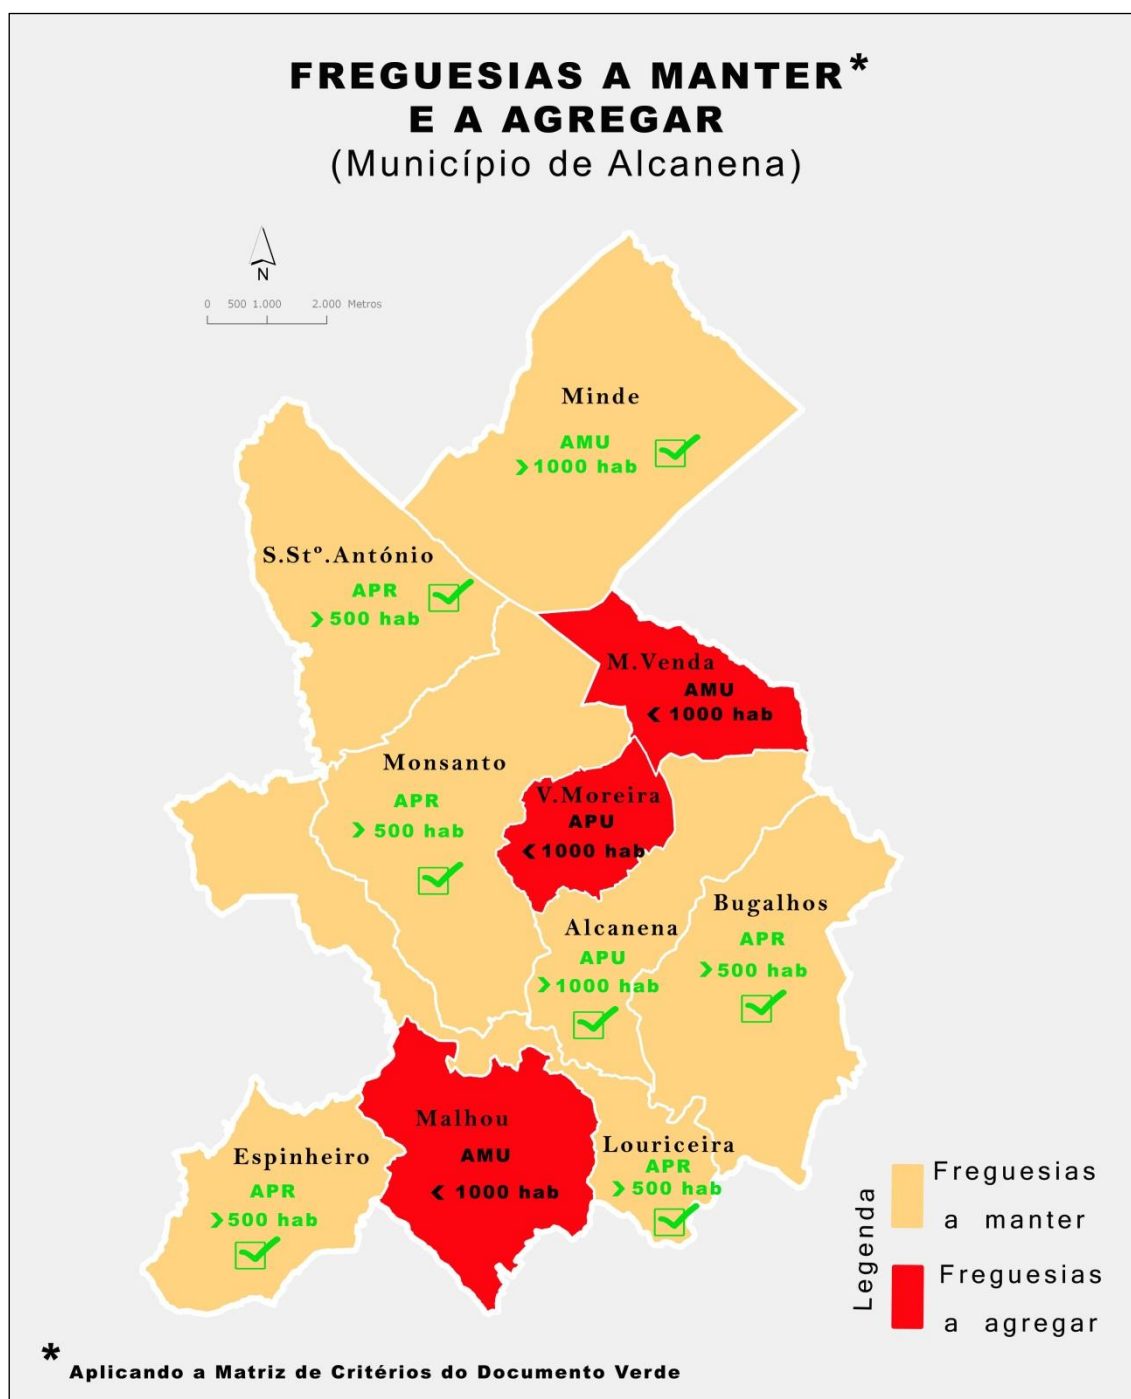 FREGUESIAS A MANTER*
E A AGREGAR
(Município de Alcanena)
N
0 500 1.000 2.000 Metros
Minde
AMU
>1000 hab
S.Stº.António
APR
>500 hab
M.Venda
AMU
< 1000 hab
Monsanto
APR
> 500 hab
V.Moreira
APU
< 1000 hab
Bugalhos
APR
>500 hab
Alcanena
APU
>1000 hab
Malhou
AMU
< 1000 hab
Louriceira
APR
>500 hab
Espinheiro
APR
>500 hab
Legenda
Freguesias
a manter
Freguesias
a agregar
* Aplicando a Matriz de Critérios do Documento Verde